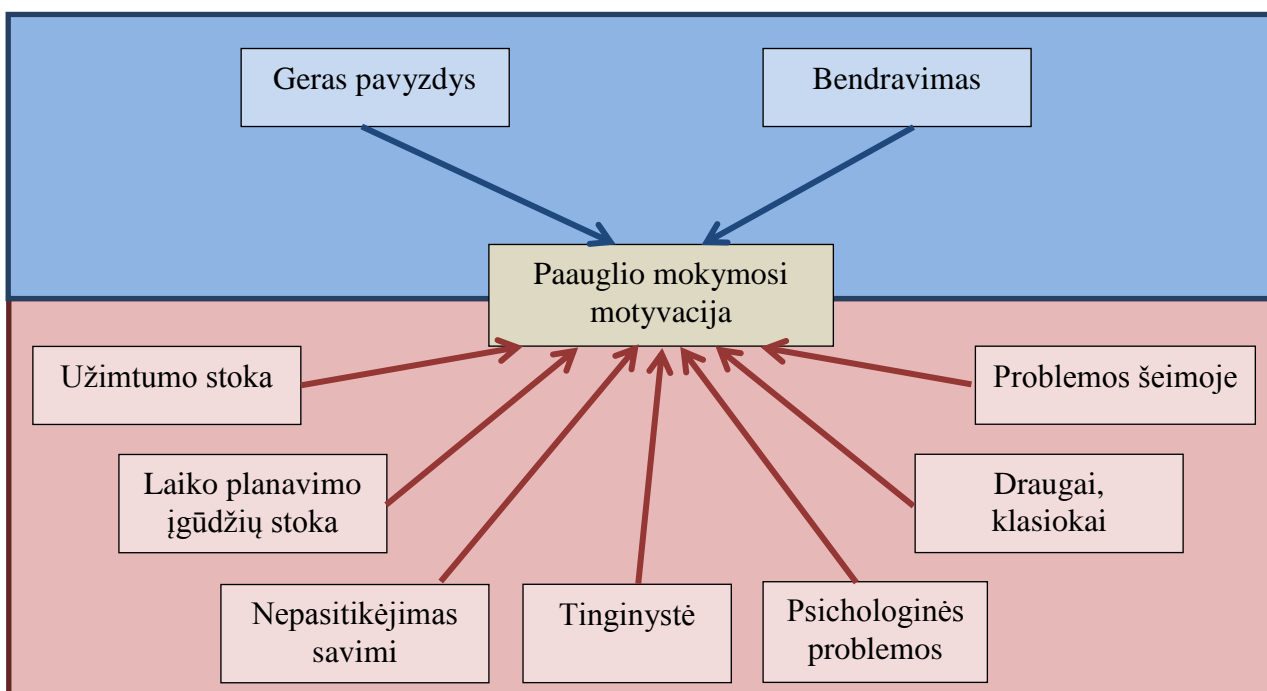 Geras pavyzdys
Bendravimas
Paauglio mokymosi
motyvacija
Užimtumo stoka
Problemos šeimoje
Laiko planavimo
įgūdžių stoka
Draugai,
klasiokai
Nepasitikėjimas
savimi
Tinginystė
Psichologinės
problemos